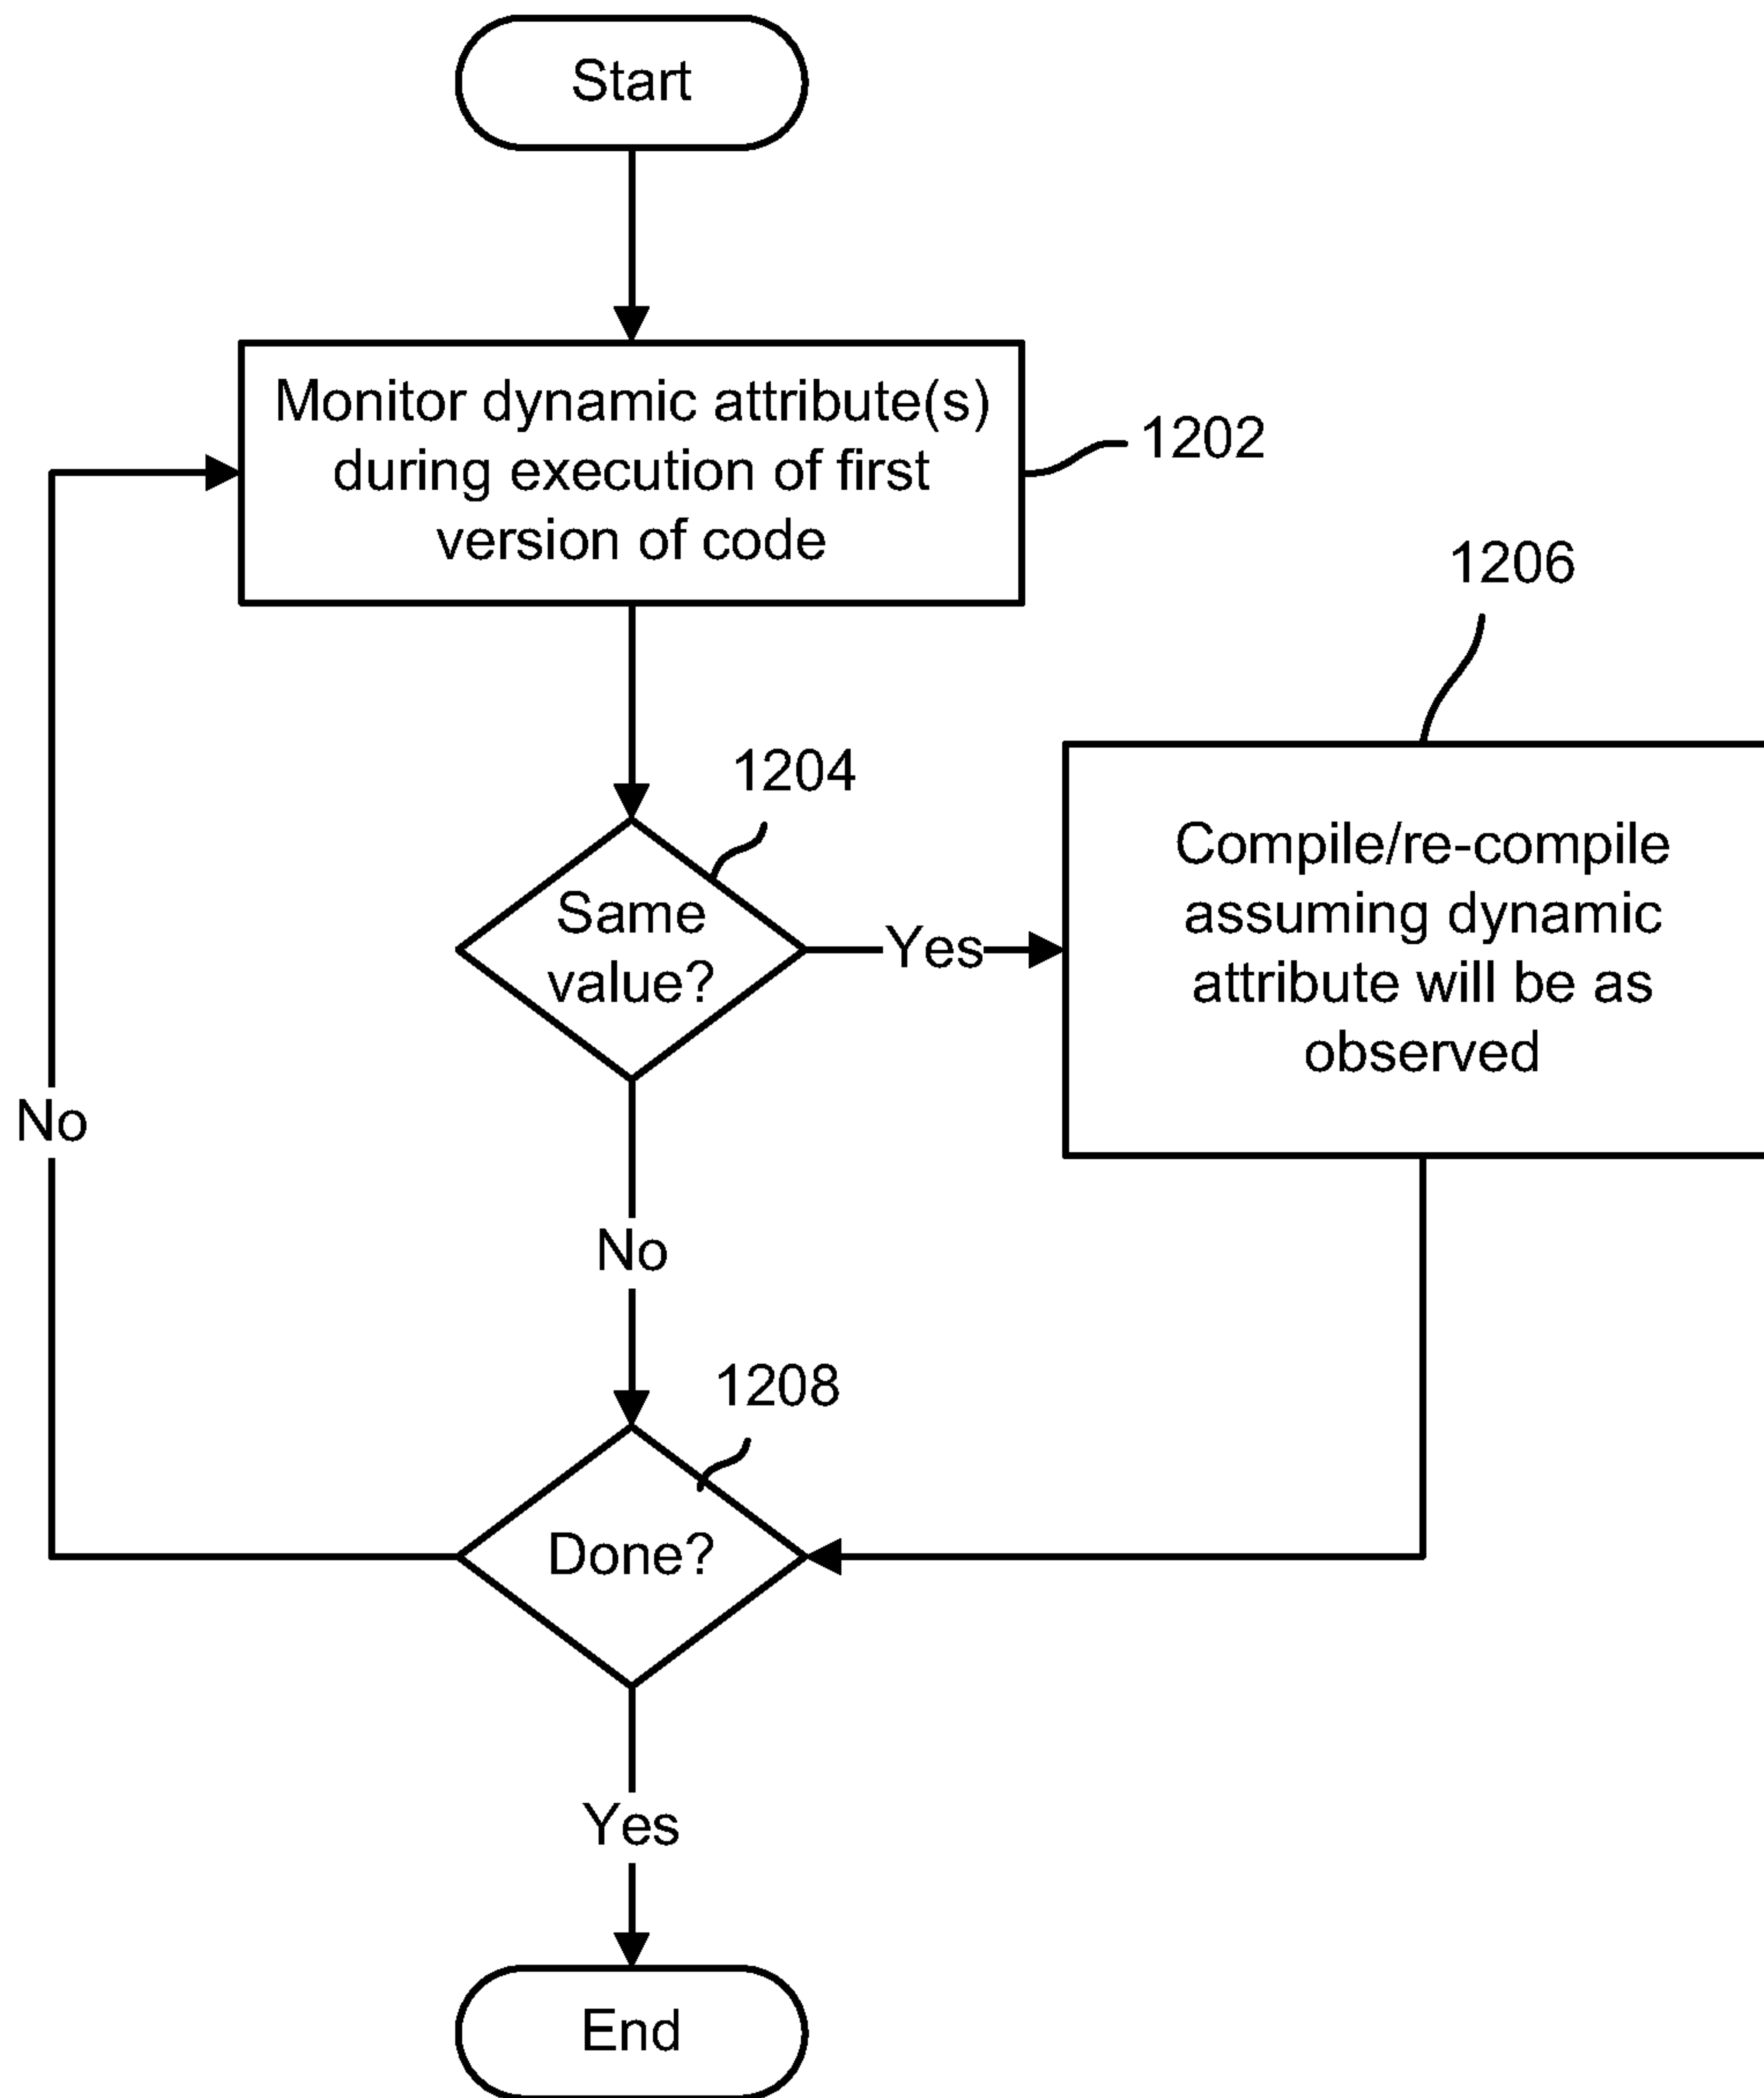 Start
Monitor dynamic attribute(s)
during execution of first
version of code
1202
1206
1204
Same
value?
Yes
Compile/re-compile
assuming dynamic
attribute will be as
observed
No
No
1208
Done?
Yes
End